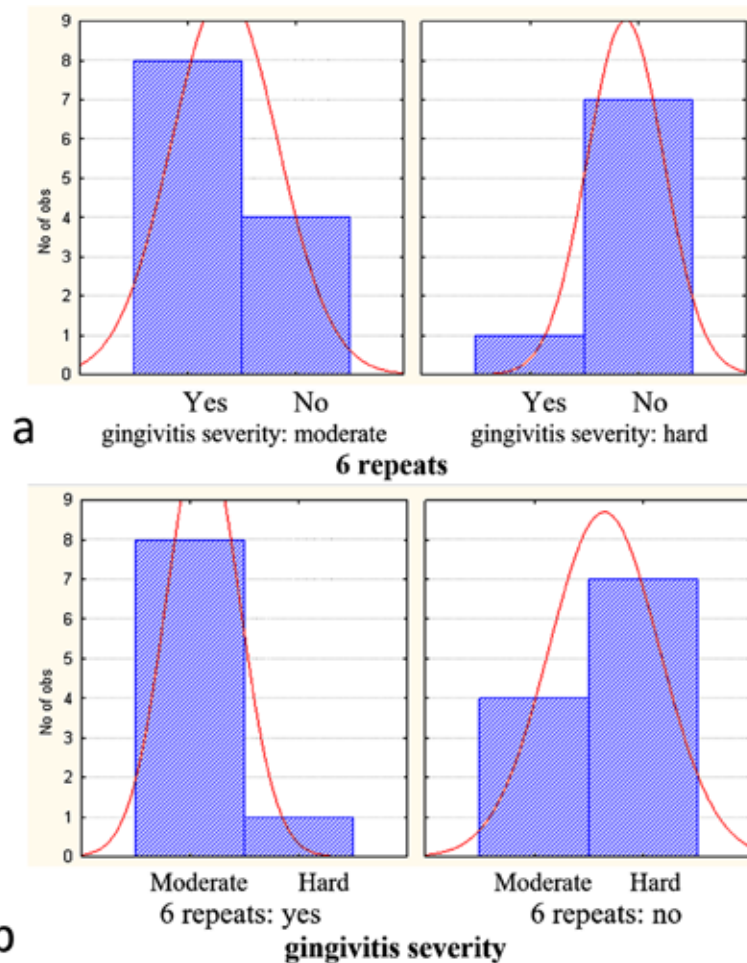 9
8
7
6
5
4
3
2
1
0
No of obs
Yes No Yes No
a
gingivitis severity: moderate gingivitis severity: hard
6 repeats
9
8
7
6
5
4
3
2
1
0
No of obs
Moderate Hard Moderate Hard
6 repeats: yes 6 repeats: no
b
gingivitis severity